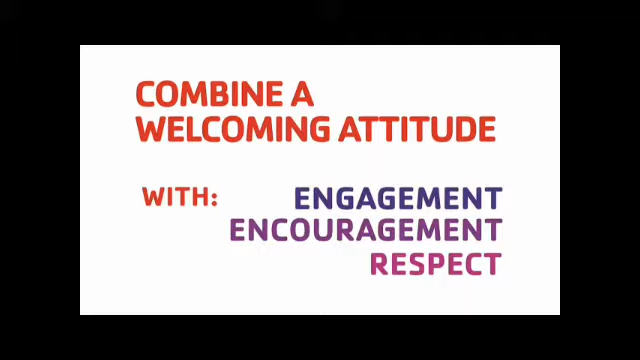 COMBINE A
WELCOMING ATTITUDE
WITH: ENGAGEMENT
ENCOURAGEMENT
RESPECT